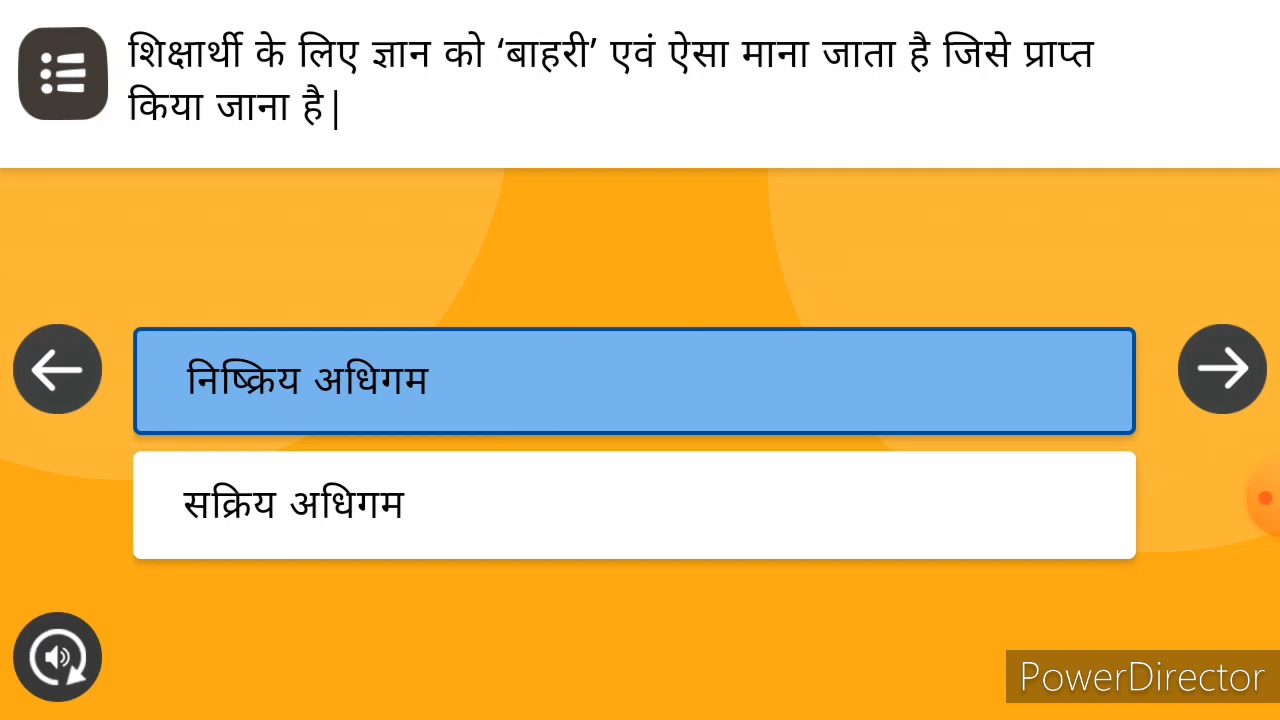 शिक्षार्थी के लिए ज्ञान को ‘बाहरी’ एवं ऐसा माना जाता है जिसे प्राप्त
किया जाना है|
निष्क्रिय अधिगम
सक्रिय अधिगम
PowerDirector